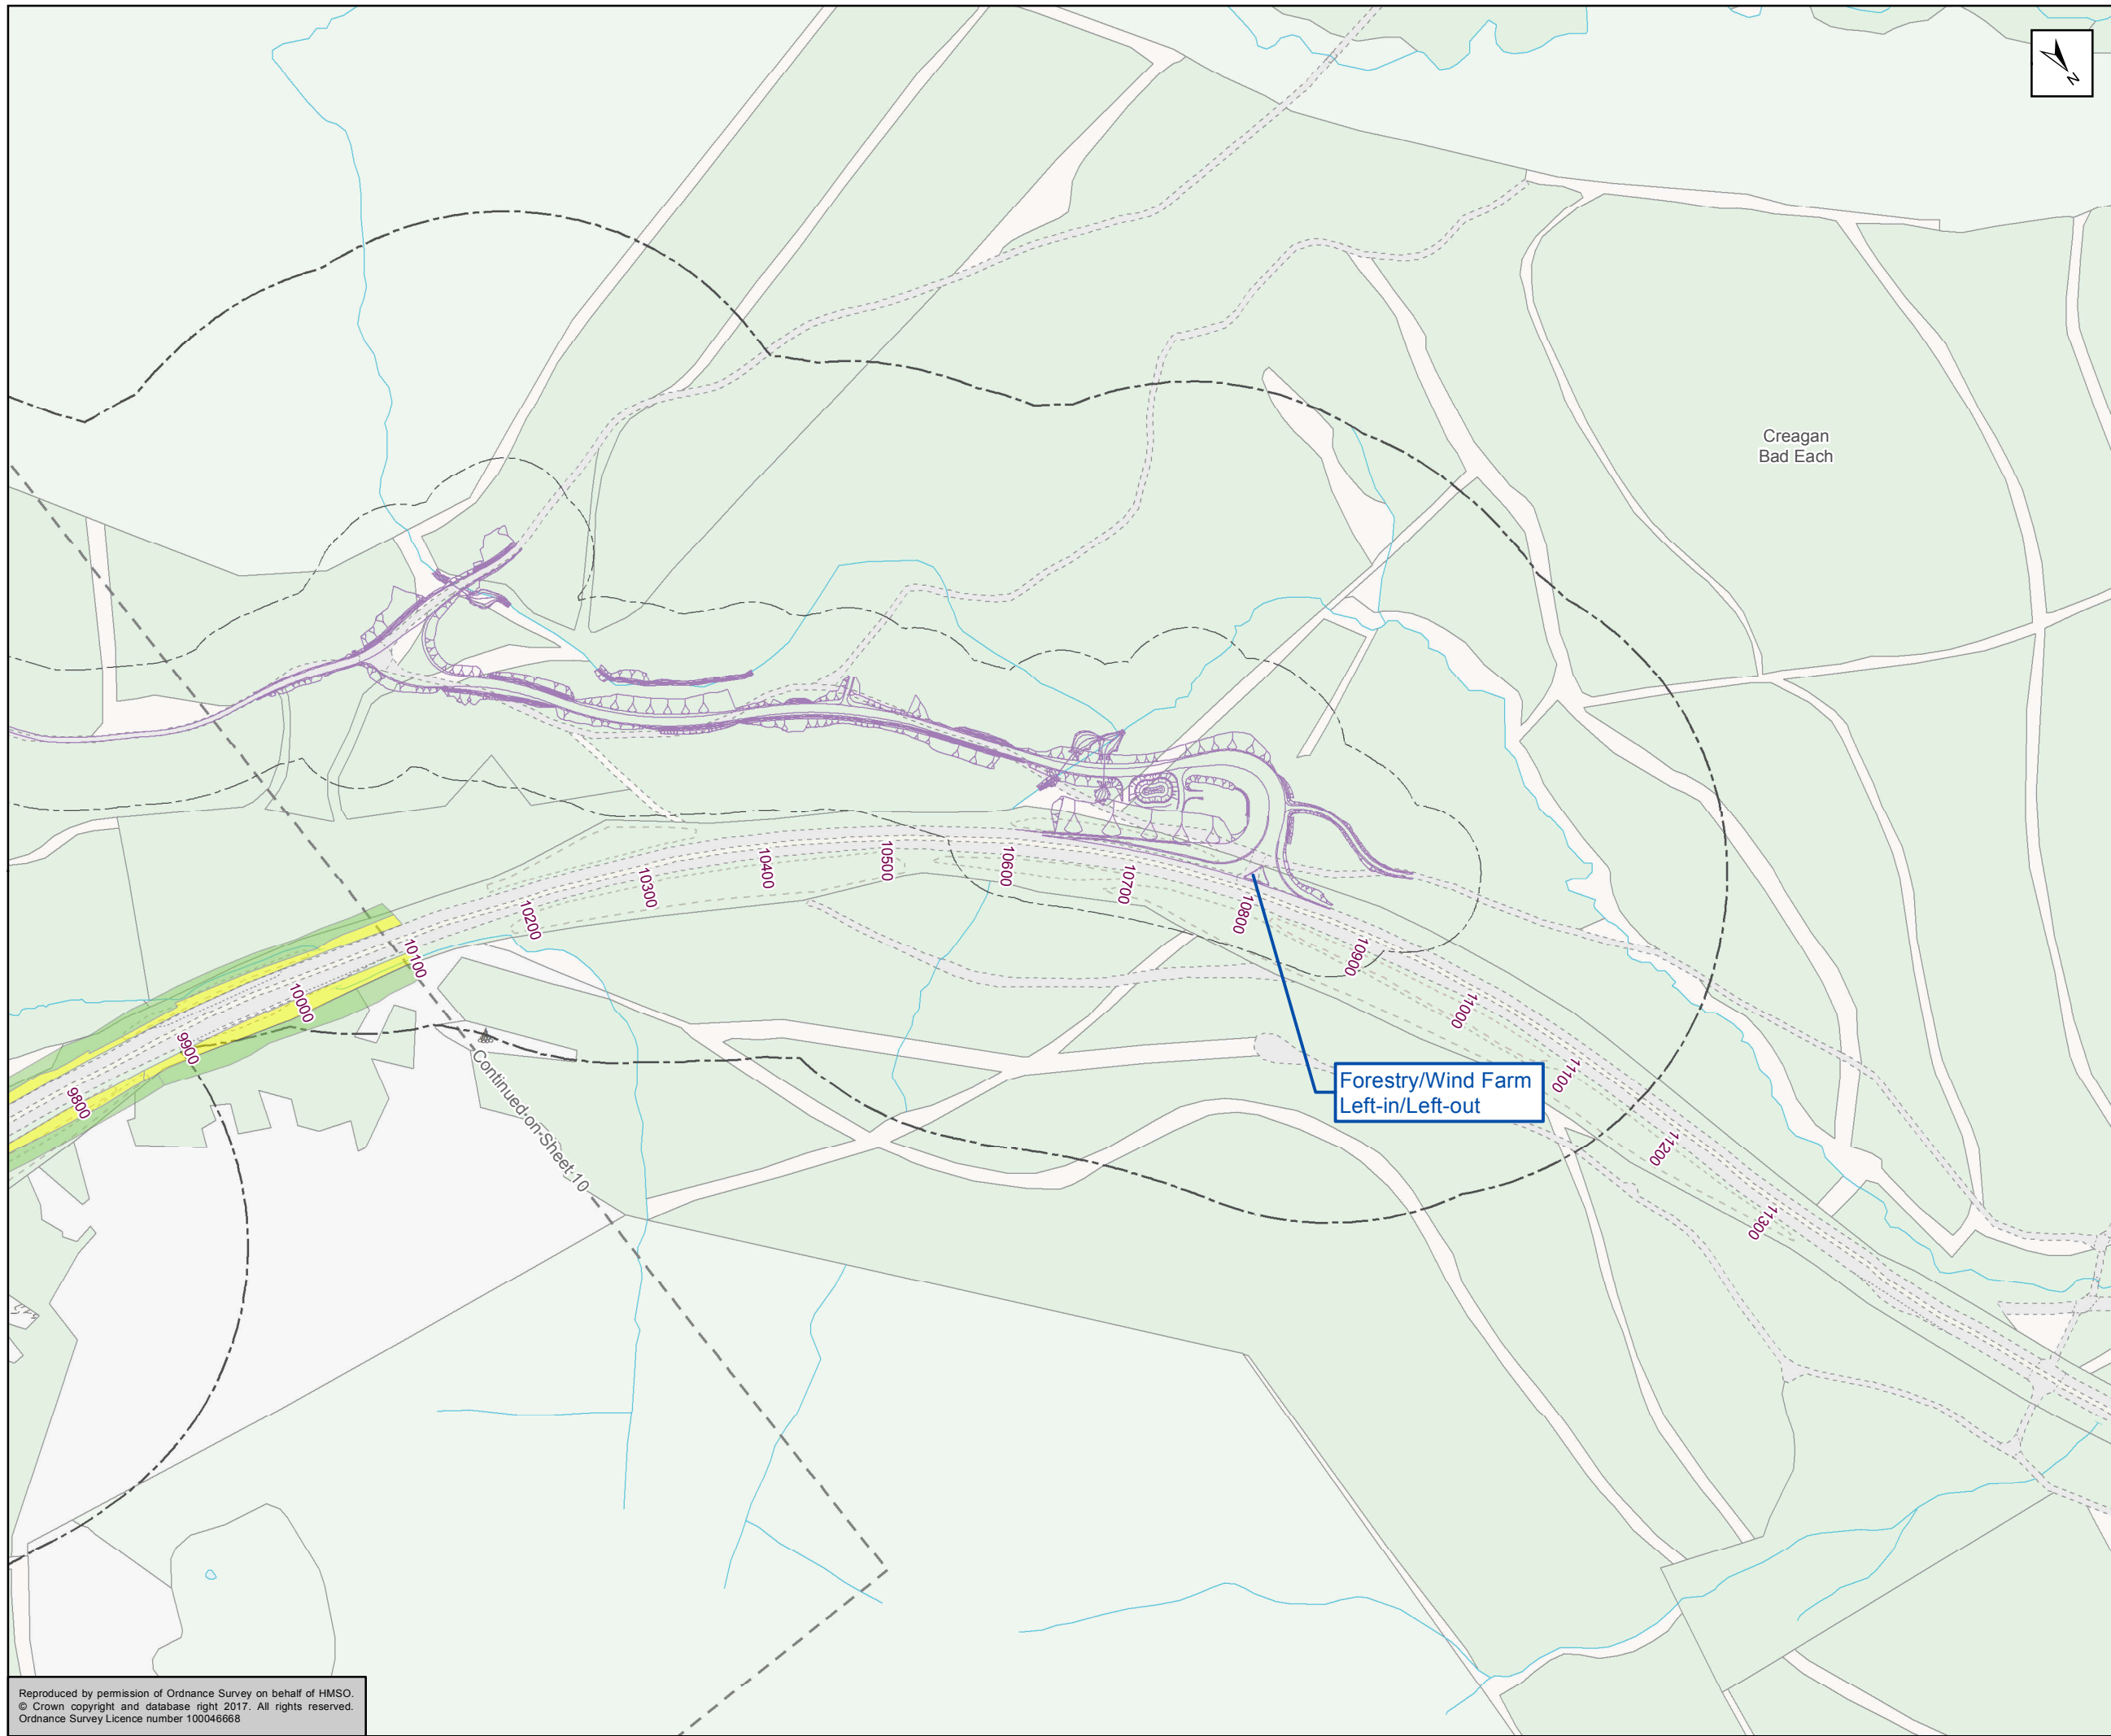 N
Creagan
Bad Each
9800
9900
10000
10100
10200
10300
10400
10500
10600
10700
10800
10900
11000
11100
11200
11300
Forestry/Wind Farm
Left-in/Left-out
Continued-on-Sheet-10
Reproduced by permission of Ordnance Survey on behalf of HMSO.
© Crown copyright and database right 2017. All rights reserved.
Ordnance Survey Licence number 100046668